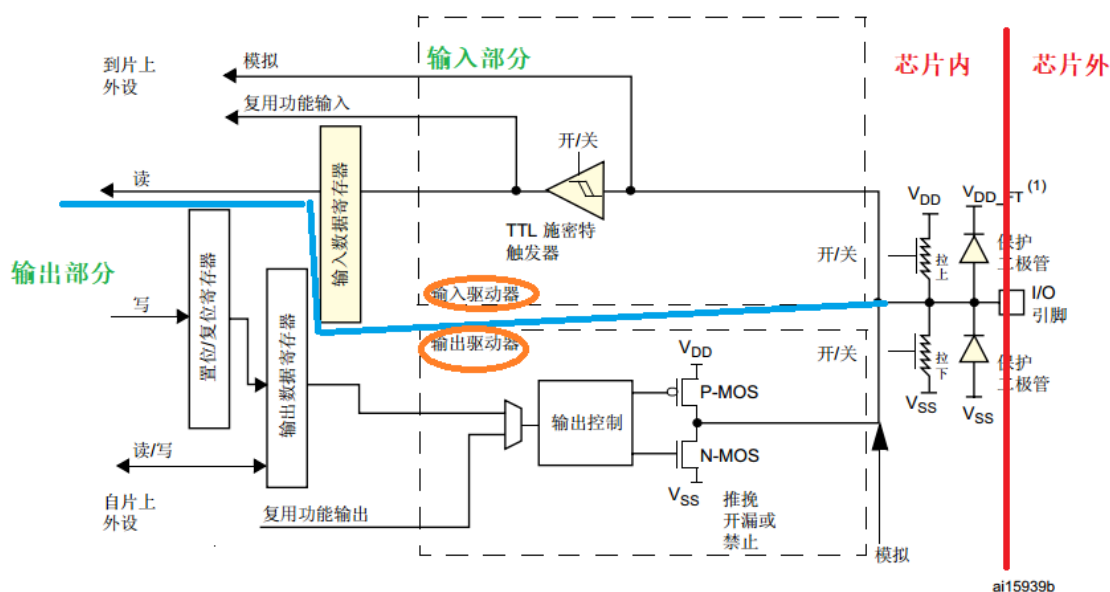 输入部分
芯片内
芯片外
到片上
外设
模拟
复用功能输入
开/关
读
输入数据寄存器
TTL 施密特
触发器
VDD
VDD_FT (1)
开/关
拉上
保护
二极管
输出部分
置位/复位寄存器
输入驱动器
I/O
引脚
写
输出数据寄存器
输出驱动器
VDD
开/关
拉下
保护
二极管
P-MOS
VSS
VSS
输出控制
N-MOS
读/写
VSS
自片上
外设
复用功能输出
推挽
开漏或
禁止
模拟
ai15939b